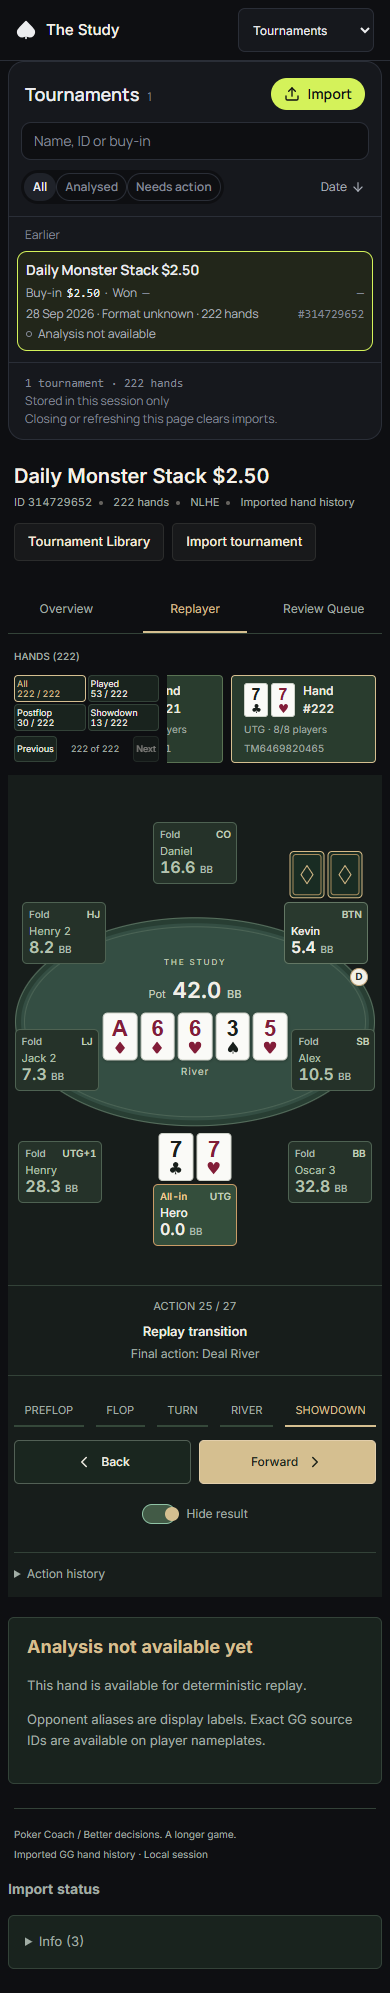 The Study
Tournaments
Tournaments 1
Import
Name, ID or buy-in
All
Analysed
Needs action
Date ↓
Earlier
Daily Monster Stack $2.50
Buy-in $2.50 · Won —
—
28 Sep 2026 · Format unknown · 222 hands
#314729652
Analysis not available
1 tournament · 222 hands
Stored in this session only
Closing or refreshing this page clears imports.
Daily Monster Stack $2.50
ID 314729652 • 222 hands • NLHE • Imported hand history
Tournament Library
Import tournament
Overview
Replayer
Review Queue
HANDS (222)
All
222 / 222
Played
53 / 222
Postflop
30 / 222
Showdown
13 / 222
Previous
222 of 222
Next
nd
21
yers
1
7 7
Hand
#222
UTG · 8/8 players
TM6469820465
Fold CO
Daniel
16.6 BB
Fold HJ
Henry 2
8.2 BB
BTN
Kevin
5.4 BB
D
THE STUDY
Pot 42.0 BB
A 6 6 3 5
River
Fold LJ
Jack 2
7.3 BB
Fold SB
Alex
10.5 BB
7 7
Fold UTG+1
Henry
28.3 BB
All-in UTG
Hero
0.0 BB
Fold BB
Oscar 3
32.8 BB
ACTION 25 / 27
Replay transition
Final action: Deal River
PREFLOP
FLOP
TURN
RIVER
SHOWDOWN
Back
Forward
Hide result
Action history
Analysis not available yet
This hand is available for deterministic replay.
Opponent aliases are display labels. Exact GG source
IDs are available on player nameplates.
Poker Coach / Better decisions. A longer game.
Imported GG hand history · Local session
Import status
Info (3)